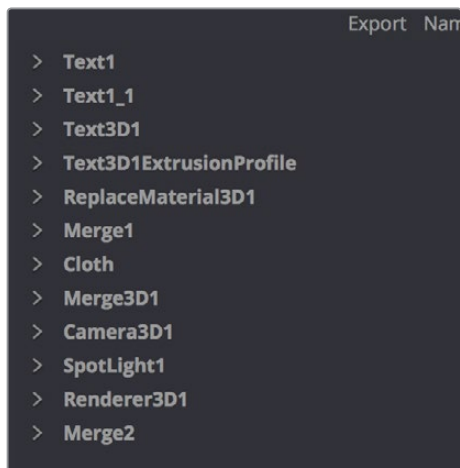 Export Nam
Text1
Text1_1
Text3D1
Text3D1ExtrusionProfile
ReplaceMaterial3D1
Merge1
Cloth
Merge3D1
Camera3D1
SpotLight1
Renderer3D1
Merge2